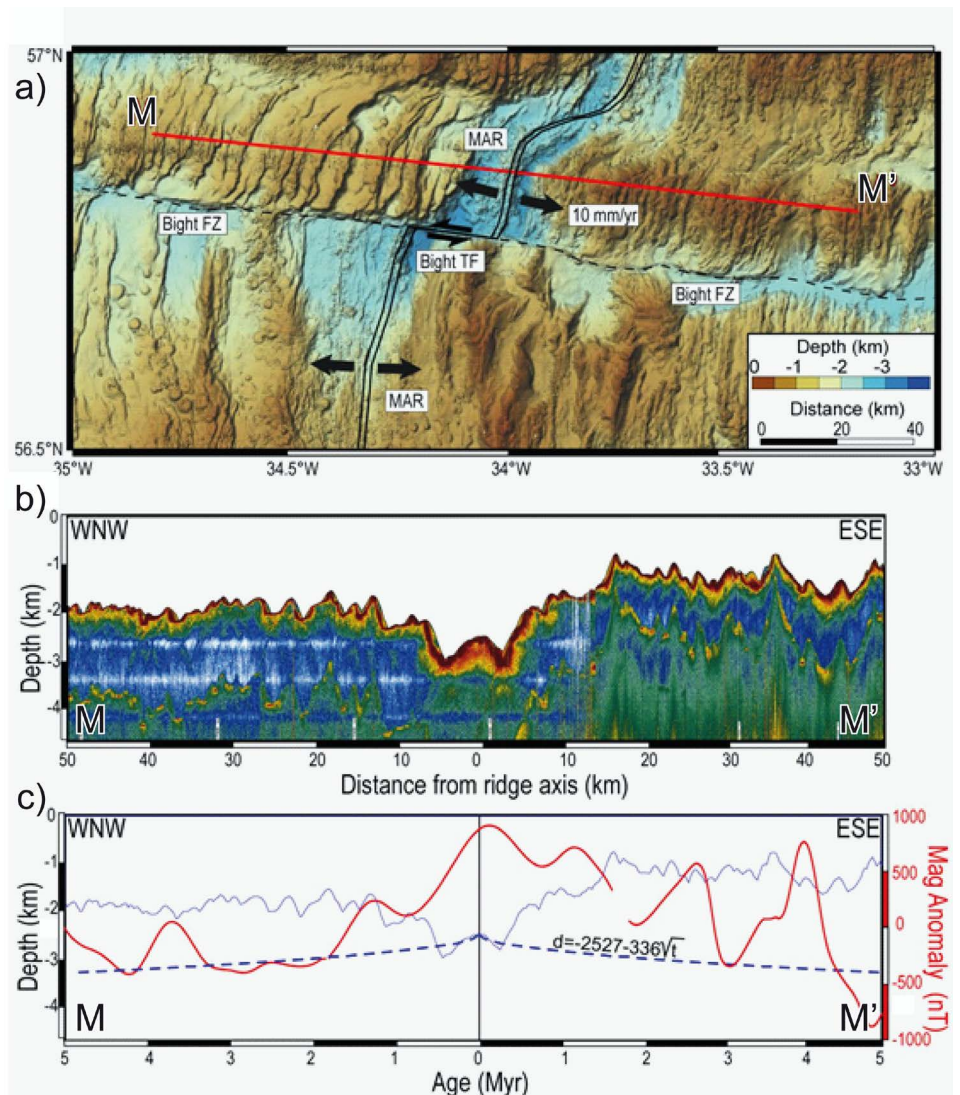 a)
57°N
M
MAR
M'
10 mm/yr
Bight FZ
Bight TF
Bight FZ
MAR
Depth (km)
0 -1 -2 -3
Distance (km)
0 20 40
56.5°N
35°W 34.5°W 34°W 33.5°W 33°W
b)
WNW ESE
0
-1
-2
-3
-4
Depth (km)
M M'
50 40 30 20 10 0 10 20 30 40 50
Distance from ridge axis (km)
c)
WNW ESE
0
-1
-2
-3
-4
Depth (km)
d=-2527-336√t
1000
500
0
-500
-1000
Mag Anomaly (nT)
M M'
5 4 3 2 1 0 1 2 3 4 5
Age (Myr)